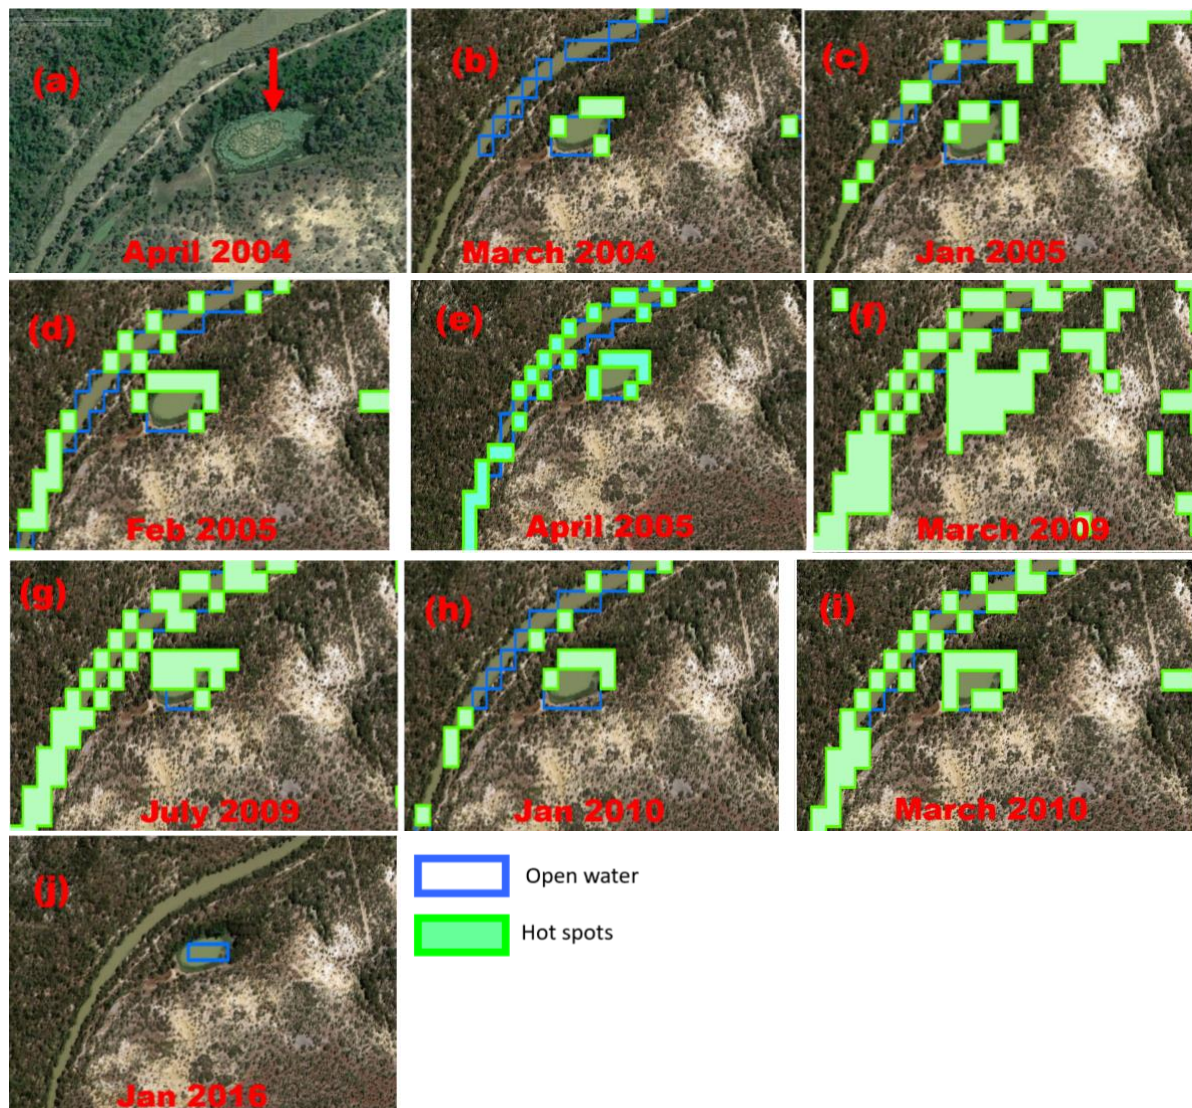 (a)
April 2004
(b)
March 2004
(c)
Jan 2005
(d)
Feb 2005
(e)
April 2005
(f)
March 2009
(g)
July 2009
(h)
Jan 2010
(i)
March 2010
(j)
Jan 2016
Open water
Hot spots